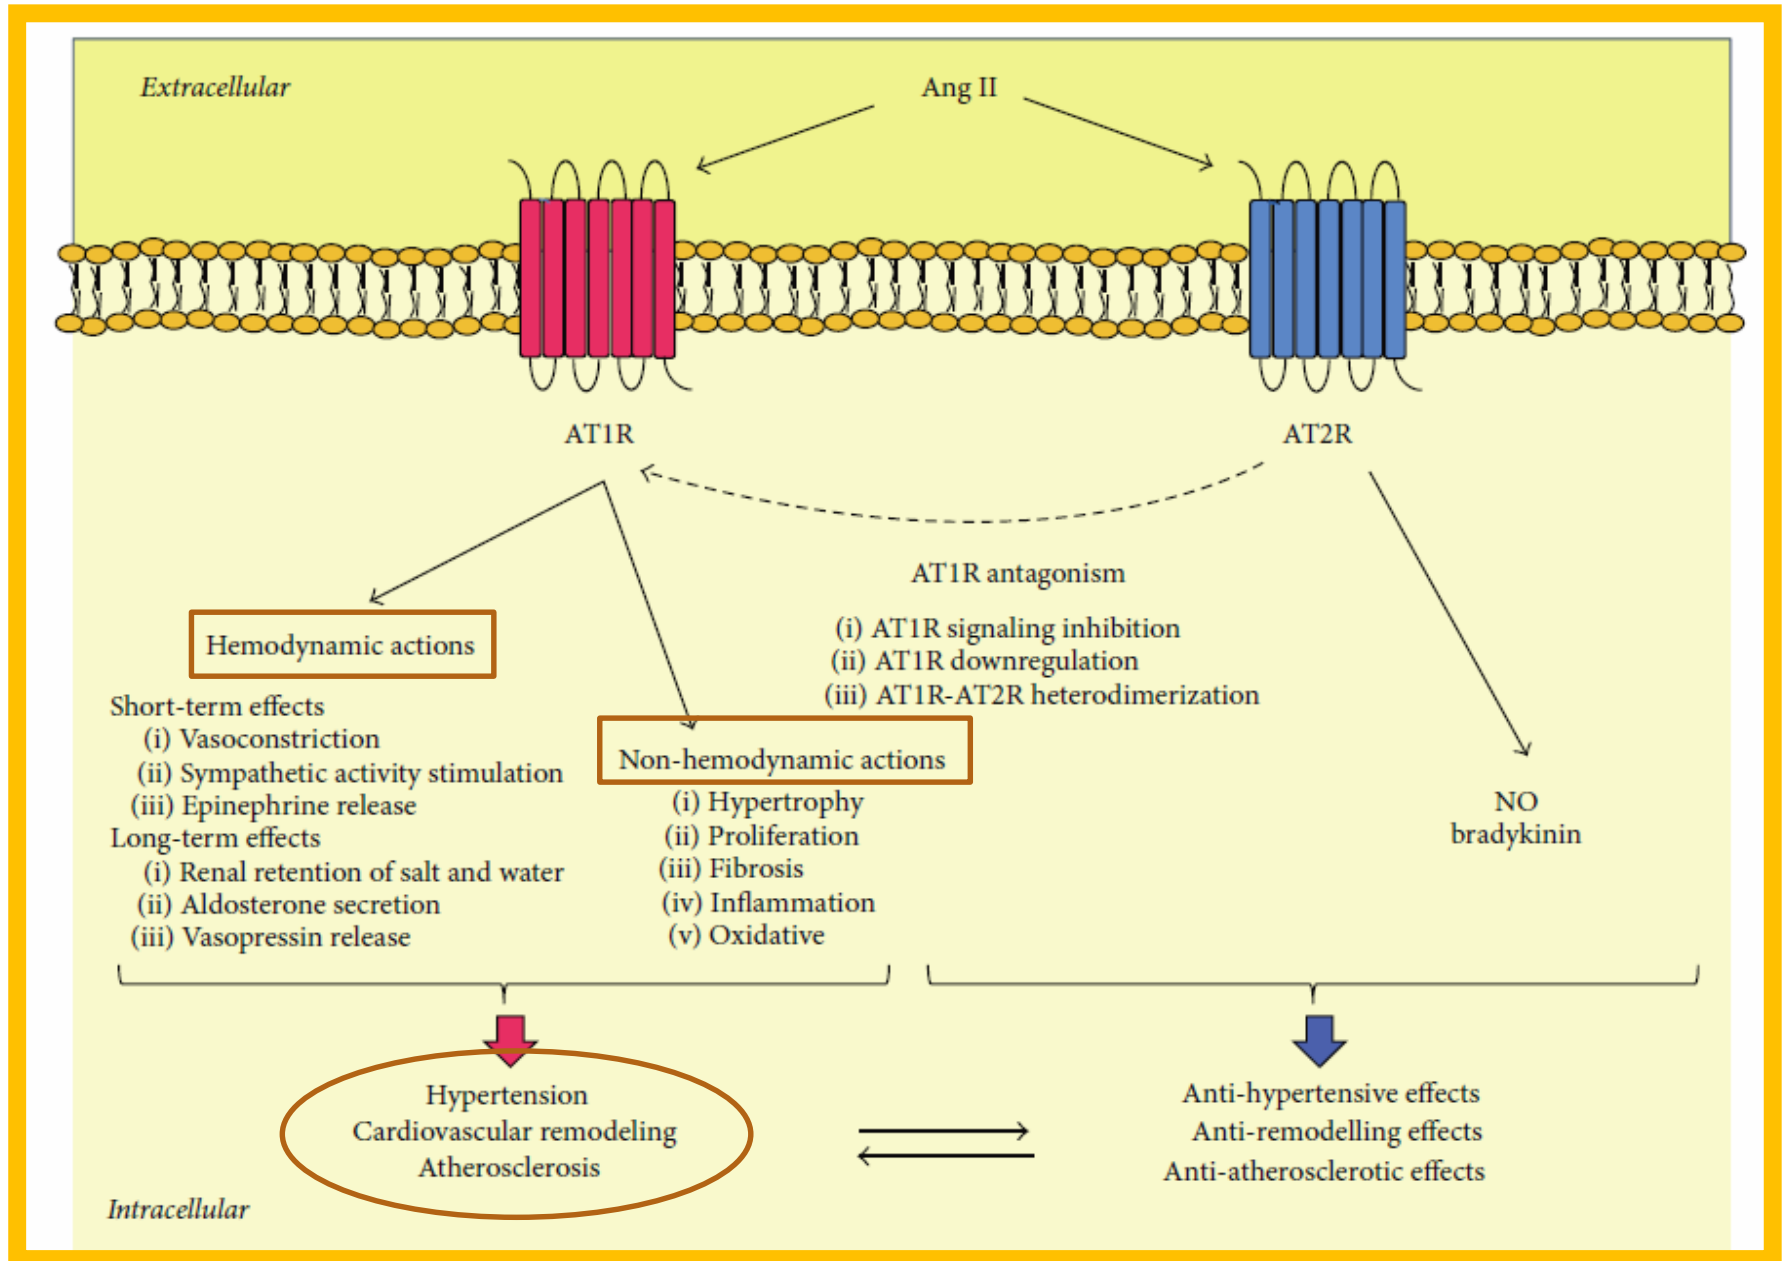 Extracellular
Ang II
AT1R
AT2R
AT1R antagonism
(i) AT1R signaling inhibition
(ii) AT1R downregulation
(iii) AT1R-AT2R heterodimerization
Hemodynamic actions
Short-term effects
(i) Vasoconstriction
(ii) Sympathetic activity stimulation
(iii) Epinephrine release
Long-term effects
(i) Renal retention of salt and water
(ii) Aldosterone secretion
(iii) Vasopressin release
Non-hemodynamic actions
(i) Hypertrophy
(ii) Proliferation
(iii) Fibrosis
(iv) Inflammation
(v) Oxidative
NO
bradykinin
Hypertension
Cardiovascular remodeling
Atherosclerosis
Anti-hypertensive effects
Anti-remodelling effects
Anti-atherosclerotic effects
Intracellular